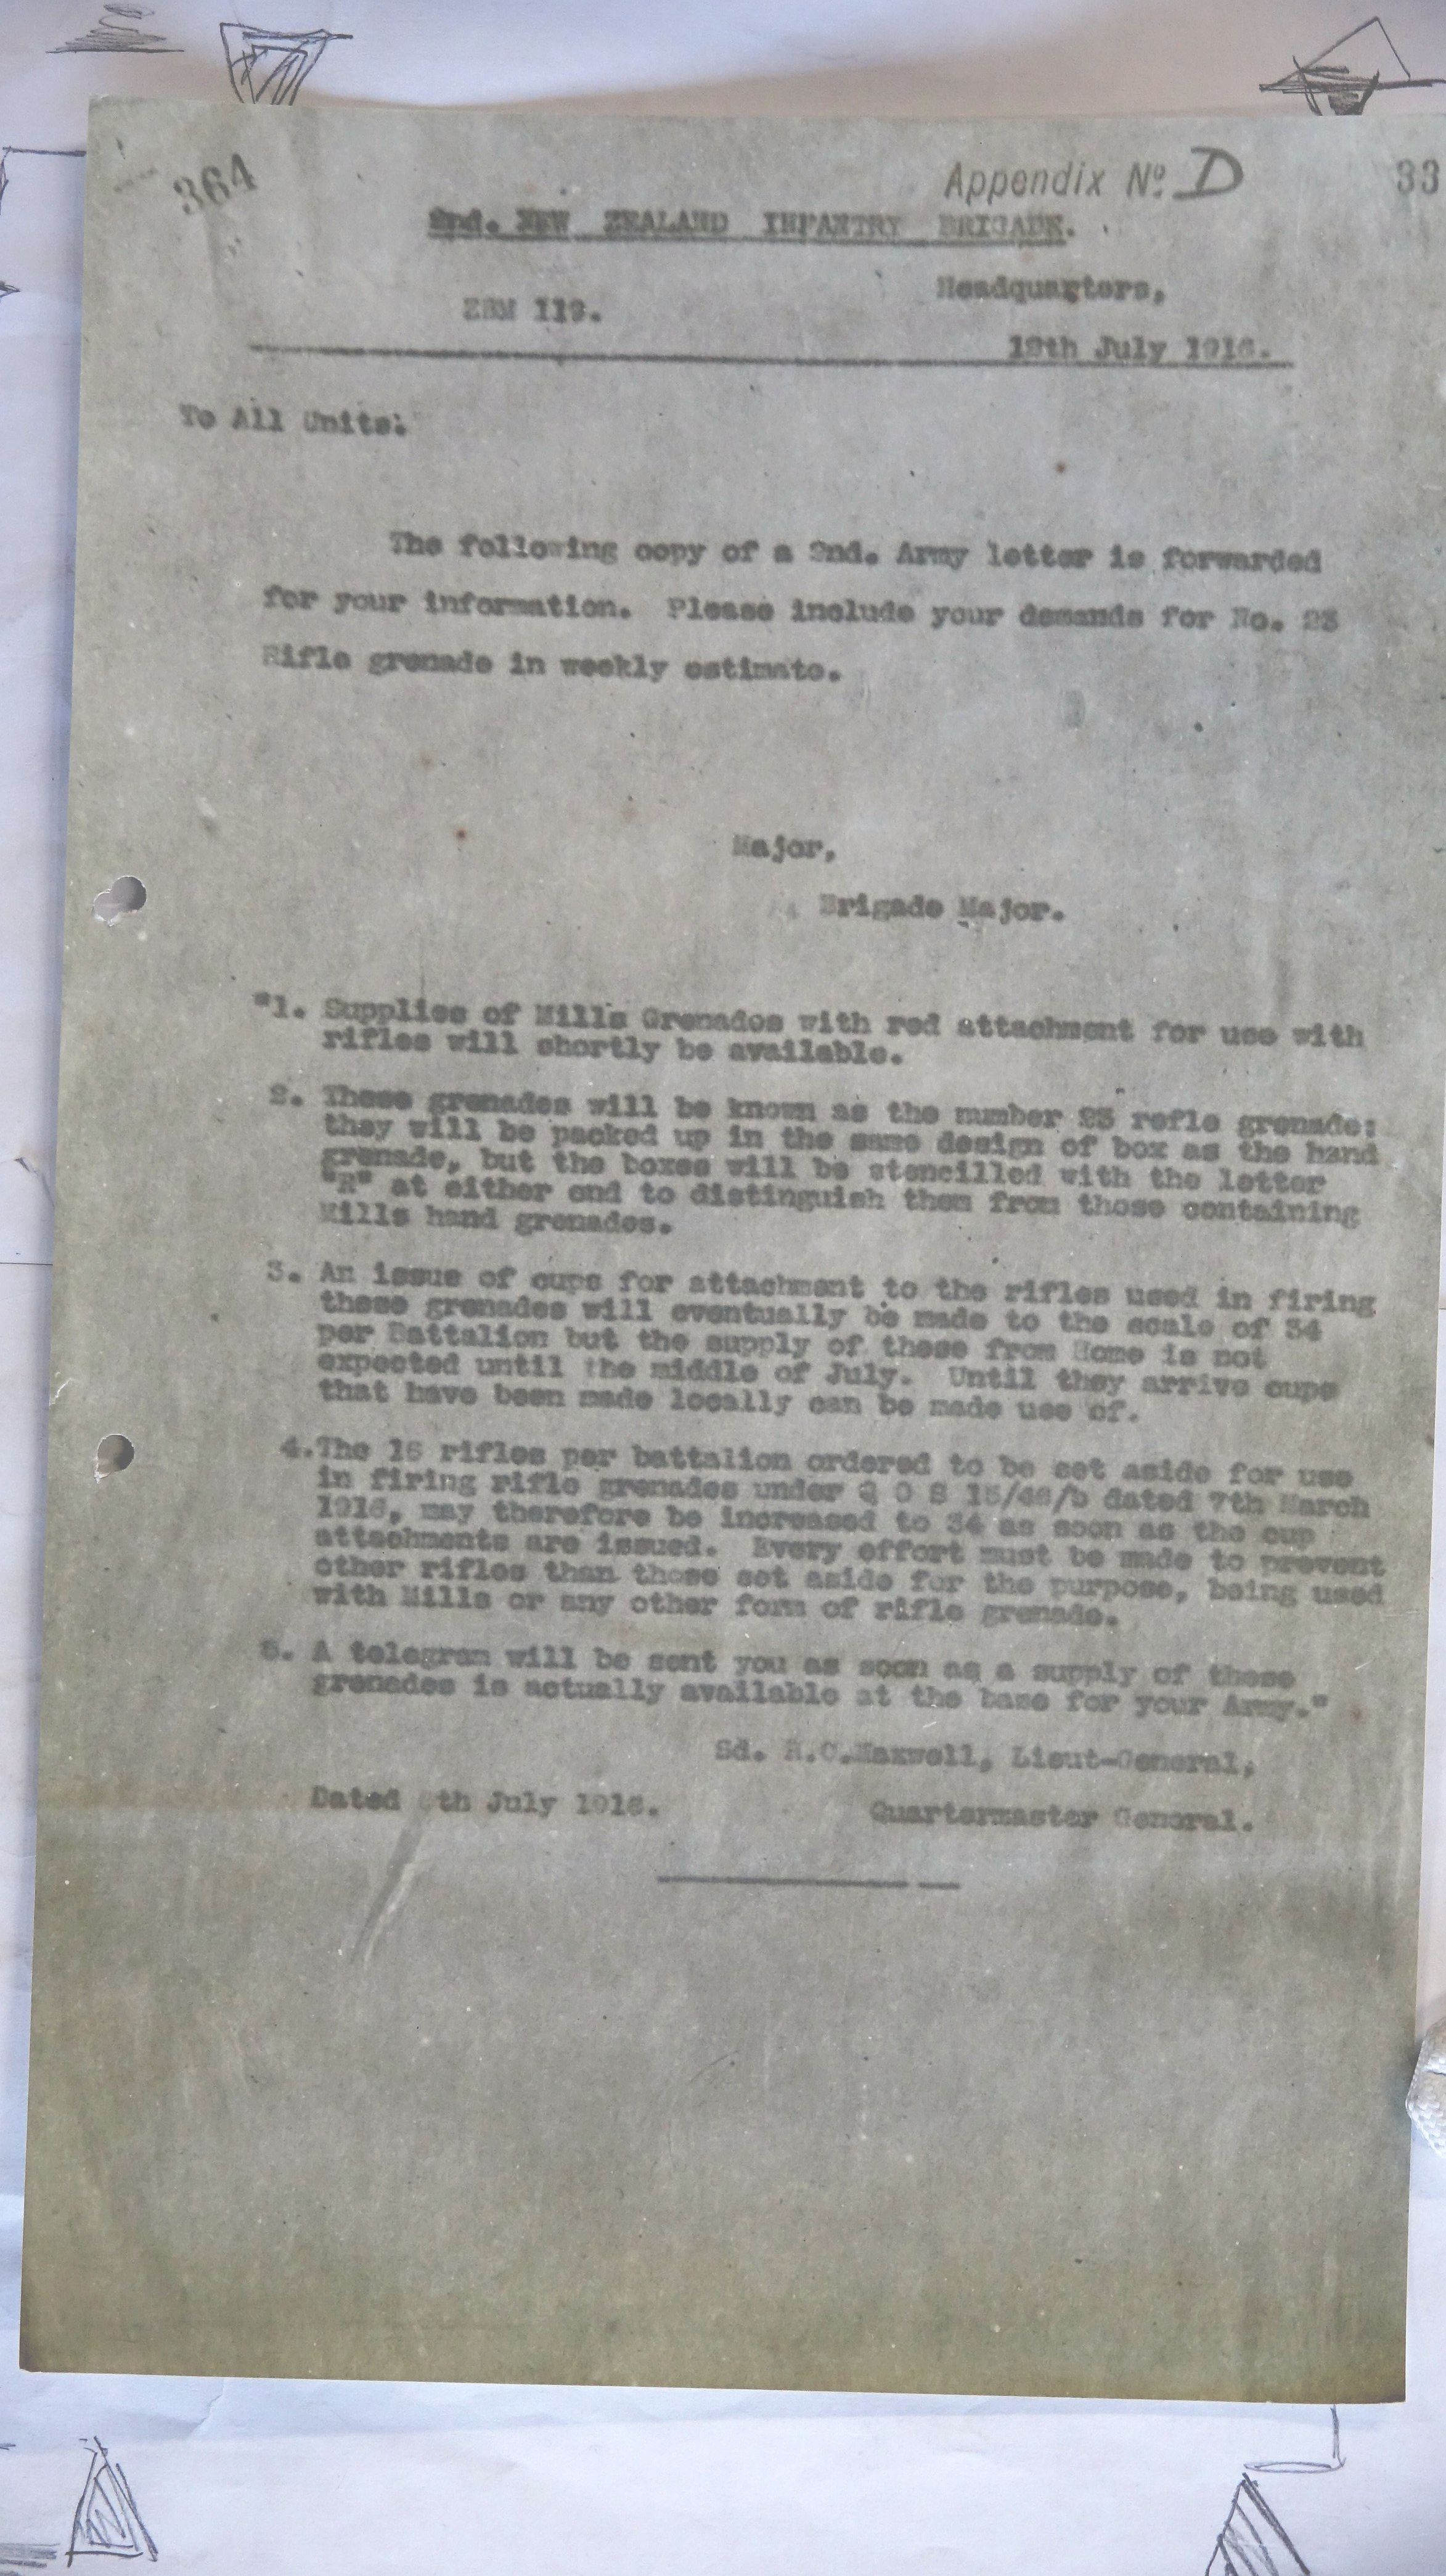 364
Appendix No. D
33
2nd. NEW ZEALAND INFANTRY BRIGADE.
Headquarters,
ZBM 119.
19th July 1916.
To All Units:
The following copy of a 2nd. Army letter is forwarded
for your information. Please include your demands for No. 23
Rifle grenade in weekly estimate.
Major,
Brigade Major.
"1. Supplies of Mills Grenades with red attachment for use with
rifles will shortly be available.
2. These grenades will be known as the number 23 refle grenade;
they will be packed up in the same design of box as the hand
grenade, but the boxes will be stencilled with the letter
"R" at either end to distinguish them from those containing
Mills hand grenades.
3. An issue of cups for attachment to the rifles used in firing
these grenades will eventually be made to the scale of 34
per Battalion but the supply of these from Home is not
expected until the middle of July. Until they arrive cups
that have been made locally can be made use of.
4.The 16 rifles per battalion ordered to be set aside for use
in firing rifle grenades under Q O S 15/46/b dated 7th March
1916, may therefore be increased to 34 as soon as the cup
attachments are issued. Every effort must be made to prevent
other rifles than those set aside for the purpose, being used
with Mills or any other form of rifle grenade.
5. A telegram will be sent you as soon as a supply of these
grenades is actually available at the base for your Army."
Sd. R.C.Maxwell, Lieut-General,
Dated July 1916.
Quartermaster General.